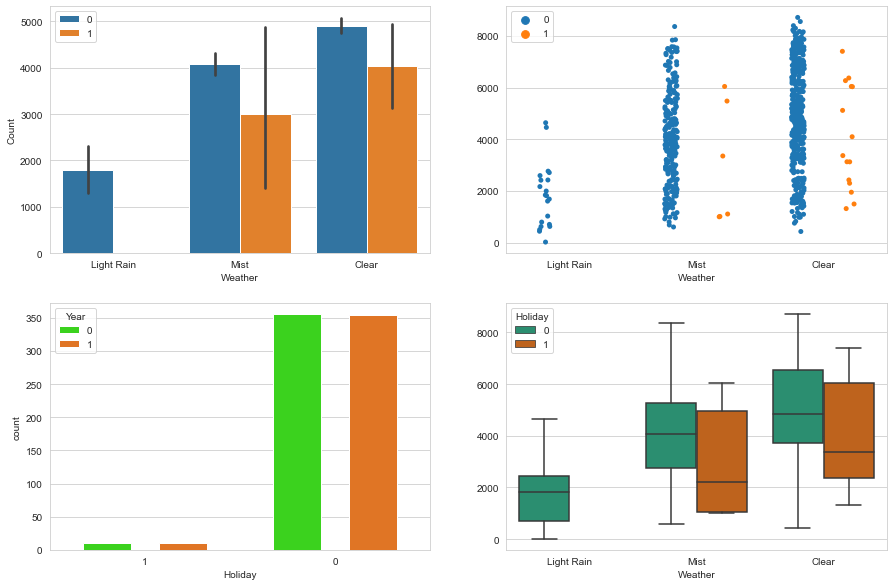 0
1
5000
4000
3000
2000
1000
0
Count
Light Rain
Mist
Clear
Weather
0
1
8000
6000
4000
2000
0
Light Rain
Mist
Clear
Weather
Year
0
1
350
300
250
200
150
100
50
0
count
1
0
Holiday
Holiday
0
1
8000
6000
4000
2000
0
Light Rain
Mist
Clear
Weather